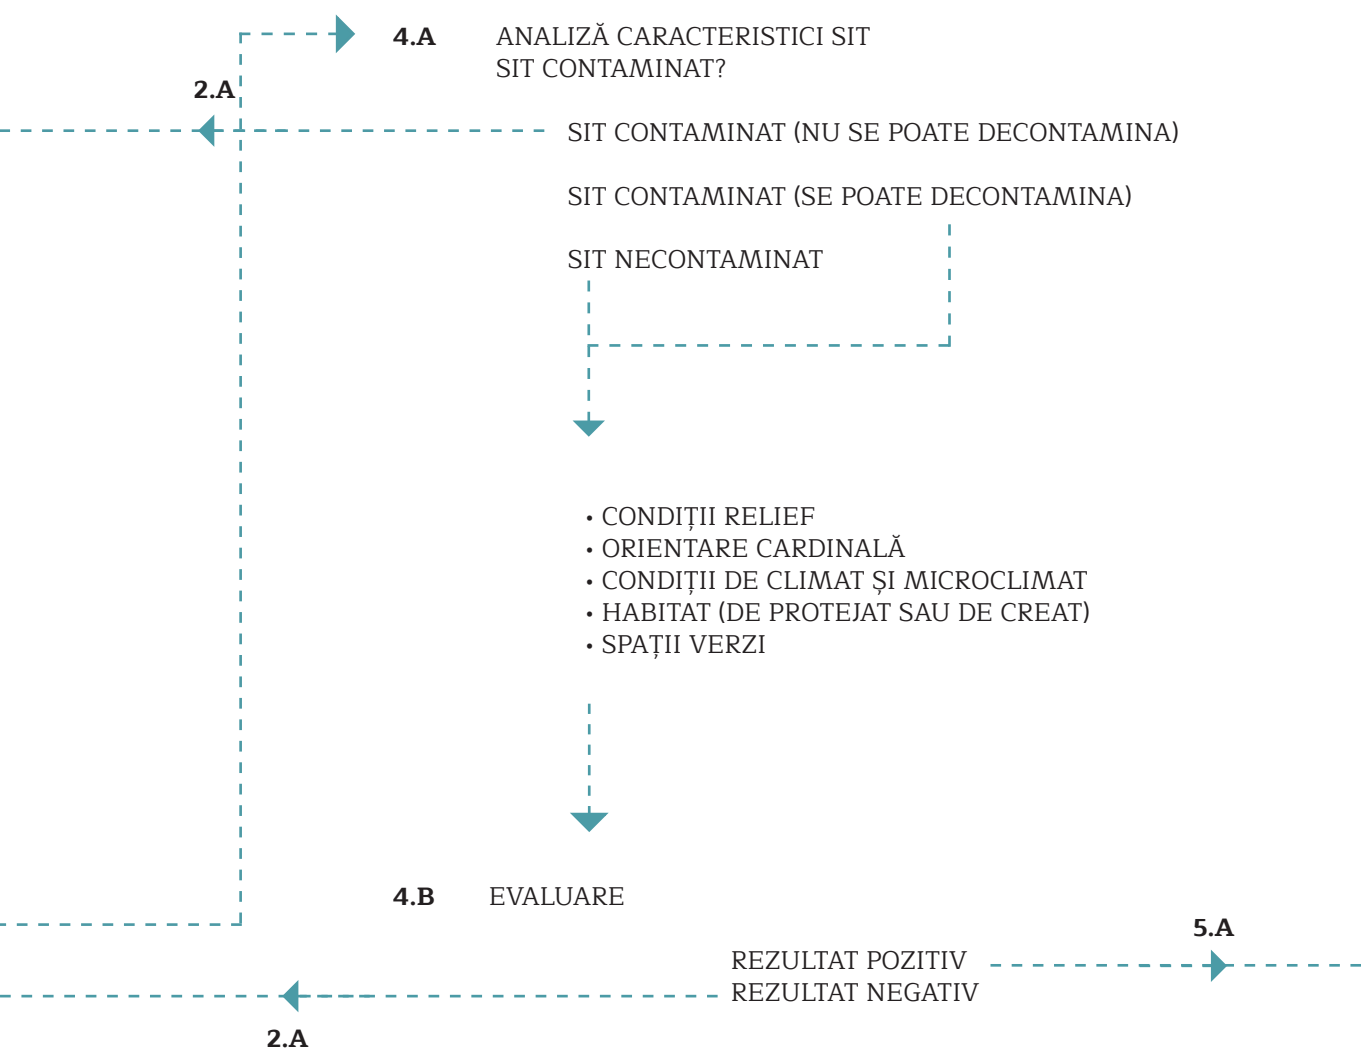 4.A ANALIZĂ CARACTERISTICI SIT
SIT CONTAMINAT?
2.A
SIT CONTAMINAT (NU SE POATE DECONTAMINA)
SIT CONTAMINAT (SE POATE DECONTAMINA)
SIT NECONTAMINAT
• CONDIȚII RELIEF
• ORIENTARE CARDINALĂ
• CONDIȚII DE CLIMAT ȘI MICROCLIMAT
• HABITAT (DE PROTEJAT SAU DE CREAT)
• SPAȚII VERZI
4.B EVALUARE
5.A
REZULTAT POZITIV
REZULTAT NEGATIV
2.A